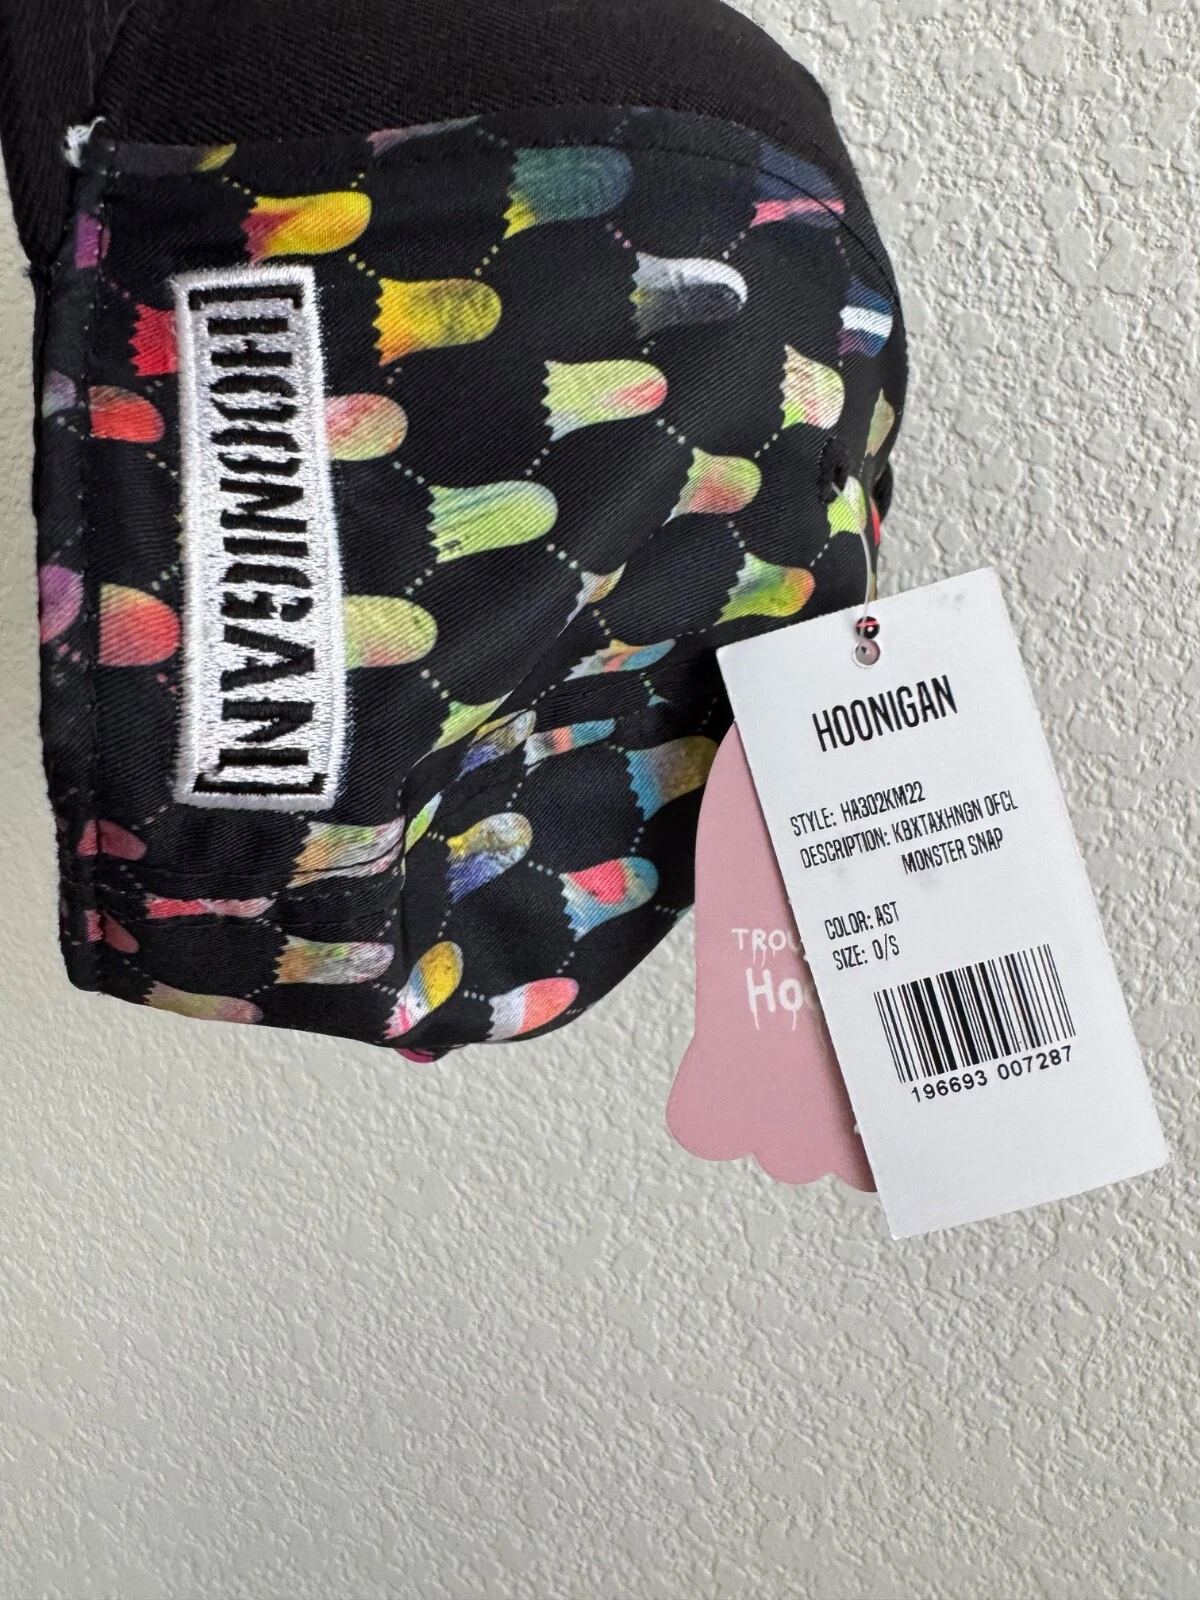 [HOONIGAN]
HOONIGAN
STYLE: HA302KM22
DESCRIPTION: KBXTAXHNGN OFCL
MONSTER SNAP
COLOR: AST
SIZE: O/S
196693 007287